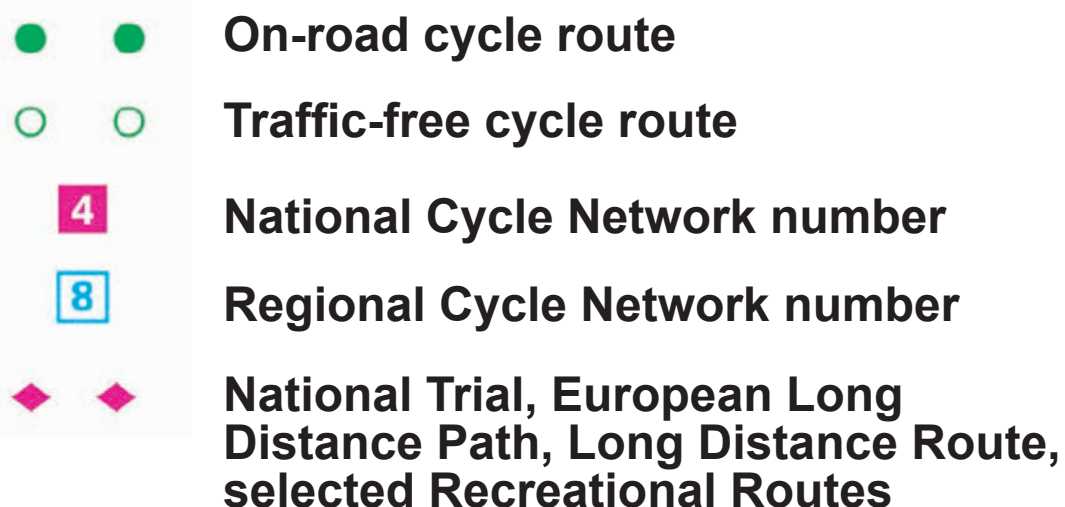 On-road cycle route
Traffic-free cycle route
4
National Cycle Network number
8
Regional Cycle Network number
National Trial, European Long
Distance Path, Long Distance Route,
selected Recreational Routes